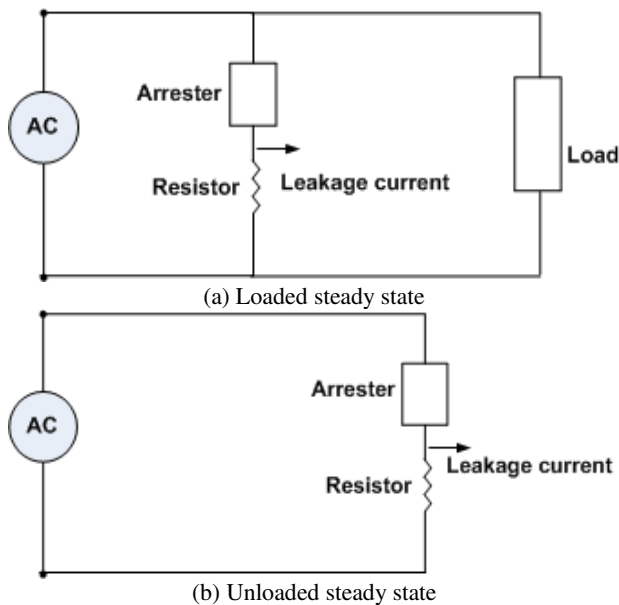 Arrester
AC
Load
Resistor
Leakage current
(a) Loaded steady state
Arrester
AC
Leakage current
Resistor
(b) Unloaded steady state